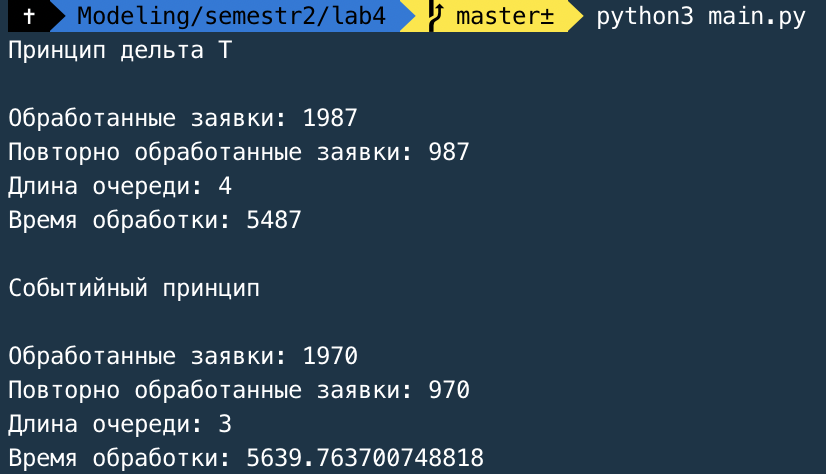 ✝ Modeling/semestr2/lab4 master± python3 main.py
Принцип дельта T
Обработанные заявки: 1987
Повторно обработанные заявки: 987
Длина очереди: 4
Время обработки: 5487
Событийный принцип
Обработанные заявки: 1970
Повторно обработанные заявки: 970
Длина очереди: 3
Время обработки: 5639.763700748818